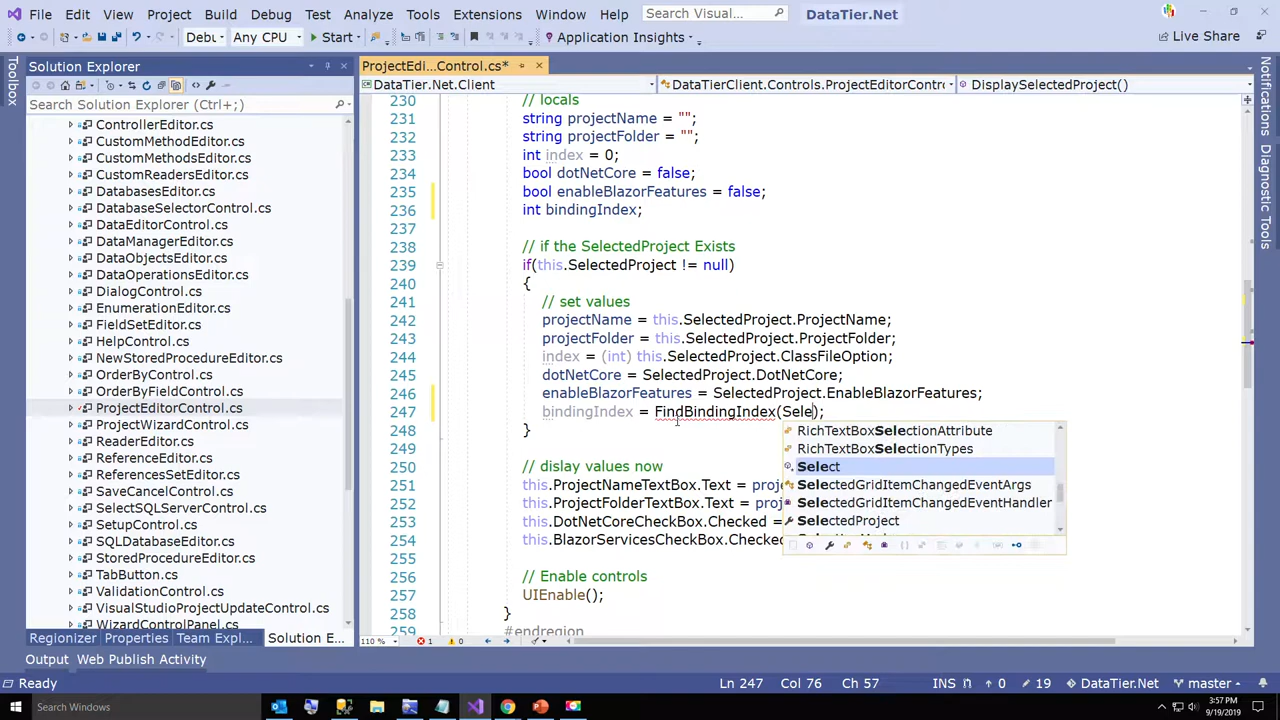 File Edit View Project Build Debug Test Analyze Tools Extensions Window Help Search Visual... DataTier.Net
Debu Any CPU Start Application Insights Live Share
Toolbox
Solution Explorer
Search Solution Explorer (Ctrl+;)
ControllerEditor.cs
CustomMethodEditor.cs
CustomMethodsEditor.cs
CustomReadersEditor.cs
DatabasesEditor.cs
DatabaseSelectorControl.cs
DataEditorControl.cs
DataManagerEditor.cs
DataObjectsEditor.cs
DataOperationsEditor.cs
DialogControl.cs
EnumerationEditor.cs
FieldSetEditor.cs
HelpControl.cs
NewStoredProcedureEditor.cs
OrderByControl.cs
OrderByFieldControl.cs
ProjectEditorControl.cs
ProjectWizardControl.cs
ReaderEditor.cs
ReferenceEditor.cs
ReferencesSetEditor.cs
SaveCancelControl.cs
SelectSQLServerControl.cs
SetupControl.cs
SQLDatabaseEditor.cs
StoredProcedureEditor.cs
TabButton.cs
ValidationControl.cs
VisualStudioProjectUpdateControl.cs
WizardControlPanel.cs
Regionizer Properties Team Expl... Solution E...
ProjectEdi...Control.cs*
DataTier.Net.Client DataTierClient.Controls.ProjectEditorContr DisplaySelectedProject()
230 // locals
231 string projectName = "";
232 string projectFolder = "";
233 int index = 0;
234 bool dotNetCore = false;
235 bool enableBlazorFeatures = false;
236 int bindingIndex;
237
238 // if the SelectedProject Exists
239 if(this.SelectedProject != null)
240 {
241 // set values
242 projectName = this.SelectedProject.ProjectName;
243 projectFolder = this.SelectedProject.ProjectFolder;
244 index = (int) this.SelectedProject.ClassFileOption;
245 dotNetCore = SelectedProject.DotNetCore;
246 enableBlazorFeatures = SelectedProject.EnableBlazorFeatures;
247 bindingIndex = FindBindingIndex(Sele);
248 }
249
250 // dislay values now
251 this.ProjectNameTextBox.Text = proje
252 this.ProjectFolderTextBox.Text = proje
253 this.DotNetCoreCheckBox.Checked =
254 this.BlazorServicesCheckBox.Checked
255
256 // Enable controls
257 UIEnable();
258 }
259 #endregion
RichTextBoxSelectionAttribute
RichTextBoxSelectionTypes
Select
SelectedGridItemChangedEventArgs
SelectedGridItemChangedEventHandler
SelectedProject
110 % 1 0
Notifications
Diagnostic Tools
Output Web Publish Activity
Ready Ln 247 Col 76 Ch 57 INS 0 19 DataTier.Net master
Search Windows
3:57 PM
9/19/2019